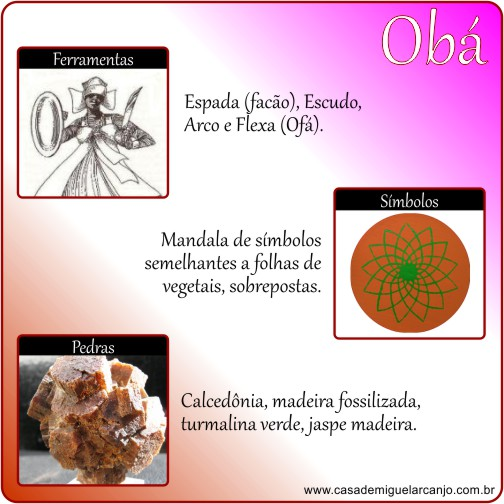 Obá
Ferramentas
Espada (facão), Escudo,
Arco e Flexa (Ofá).
Símbolos
Mandala de símbolos
semelhantes a folhas de
vegetais, sobrepostas.
Pedras
Calcedônia, madeira fossilizada,
turmalina verde, jaspe madeira.
www.casademiguelarcanjo.com.br